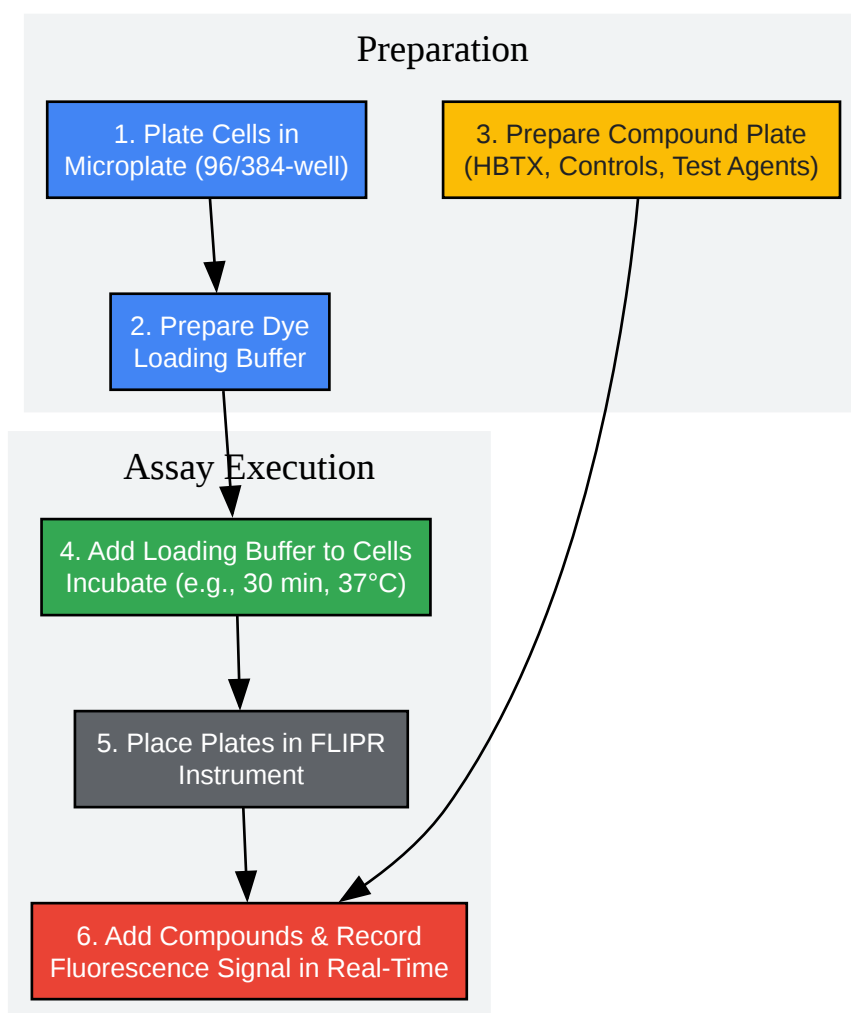 Preparation
1. Plate Cells in
Microplate (96/384-well)
3. Prepare Compound Plate
(HBTX, Controls, Test Agents)
2. Prepare Dye
Loading Buffer
Assay Execution
4. Add Loading Buffer to Cells
Incubate (e.g., 30 min, 37°C)
5. Place Plates in FLIPR
Instrument
6. Add Compounds & Record
Fluorescence Signal in Real-Time